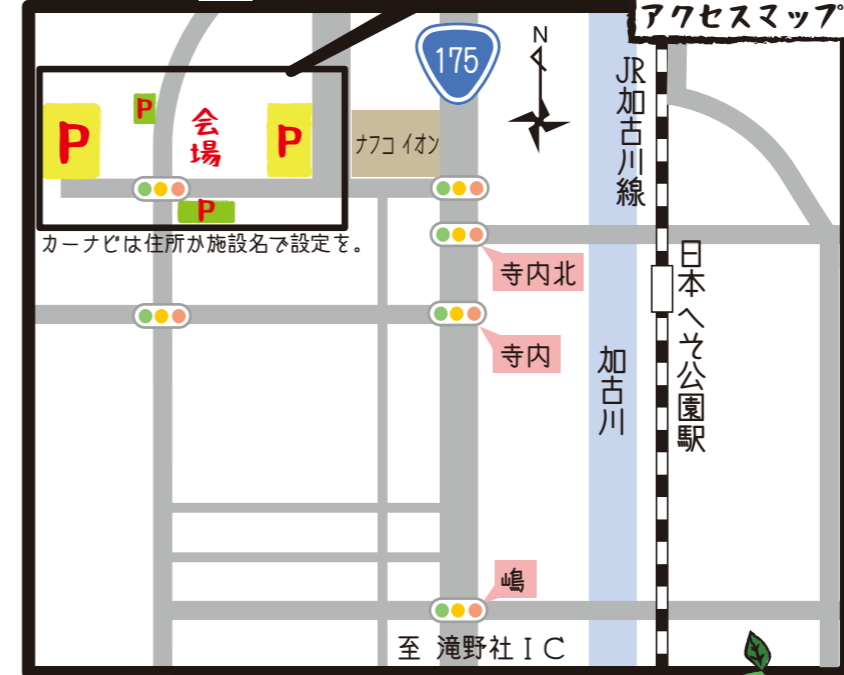 アクセスマップ
175
N
JR加古川線
P
P
会場
P
ナフコ イオン
P
カーナビは住所か施設名で設定を。
寺内北
日本へそ公園駅
寺内
加古川
嶋
至 滝野社IC